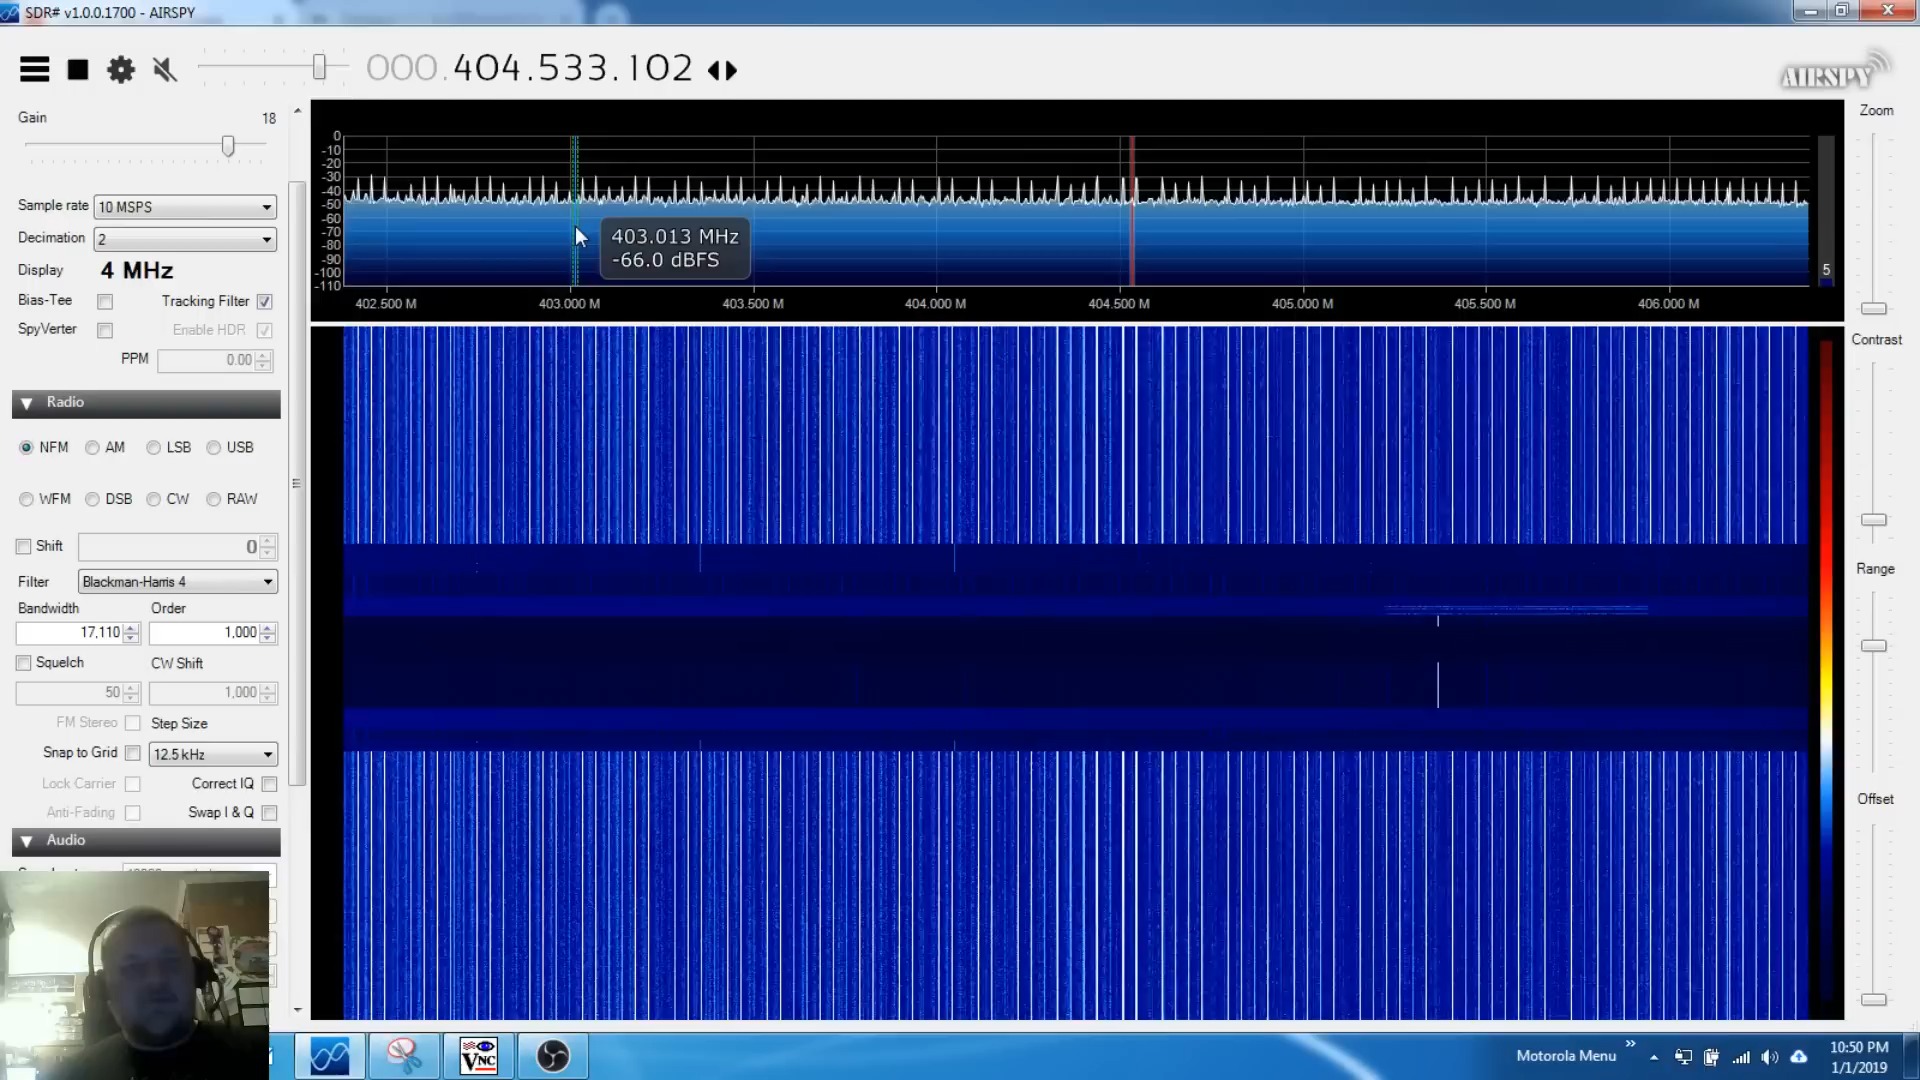 SDR# v1.0.0.1700 - AIRSPY
000.404.533.102
AIRSPY
Gain 18
Sample rate 10 MSPS
Decimation 2
Display 4 MHz
Bias-Tee Tracking Filter
SpyVerter Enable HDR
PPM 0.00
Radio
NFM AM LSB USB
WFM DSB CW RAW
Shift 0
Filter Blackman-Harris 4
Bandwidth Order
17,110 1,000
Squelch CW Shift
50 1,000
FM Stereo Step Size
Snap to Grid 12.5 kHz
Lock Carrier Correct IQ
Anti-Fading Swap I & Q
Audio
0
-10
-20
-30
-40
-50
-60
-70
-80
-90
-100
-110
403.013 MHz
-66.0 dBFS
5
402.500 M 403.000 M 403.500 M 404.000 M 404.500 M 405.000 M 405.500 M 406.000 M
Zoom
Contrast
Range
Offset
VNC
Motorola Menu
10:50 PM
1/1/2019